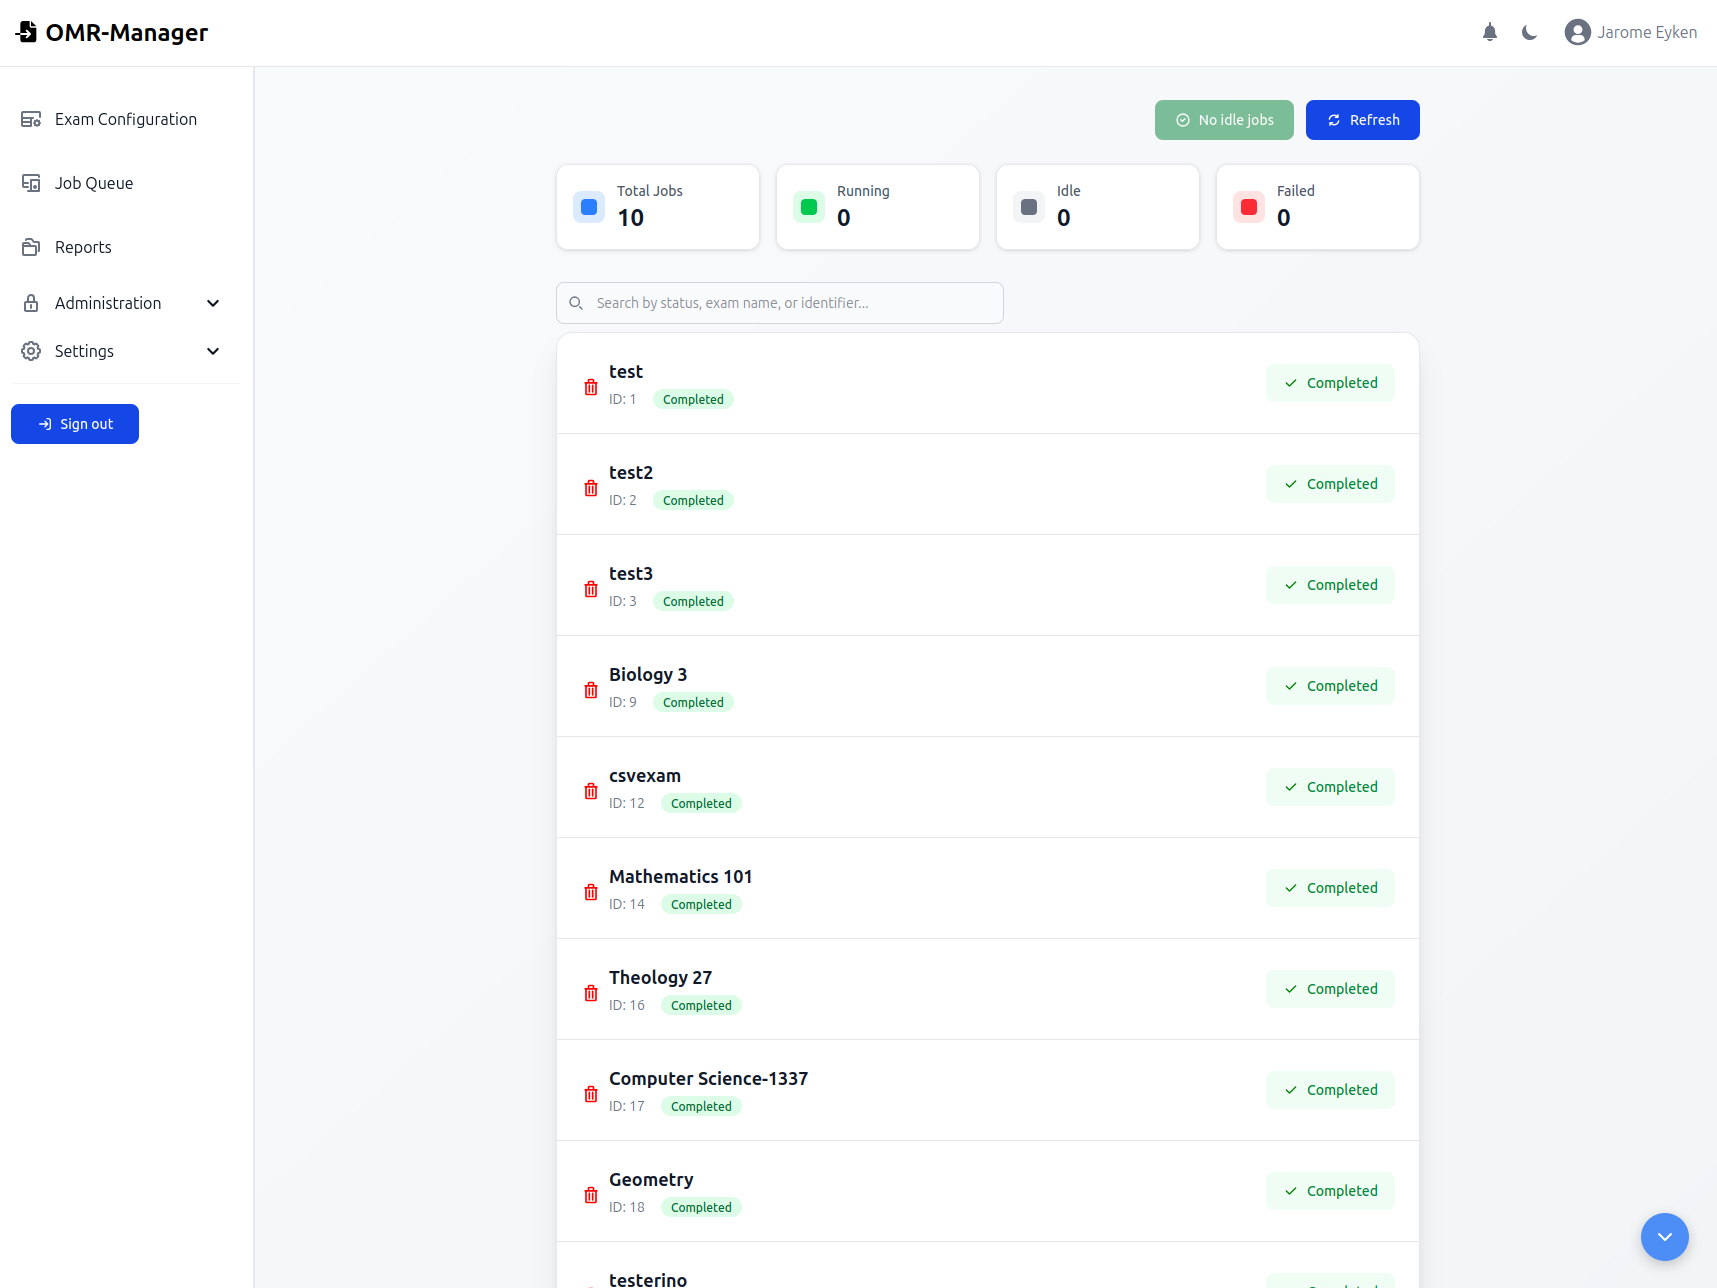 OMR-Manager
Jarome Eyken
Exam Configuration
Job Queue
Reports
Administration
Settings
Sign out
No idle jobs
Refresh
Total Jobs
10
Running
0
Idle
0
Failed
0
Search by status, exam name, or identifier...
test
ID: 1 Completed
Completed
test2
ID: 2 Completed
Completed
test3
ID: 3 Completed
Completed
Biology 3
ID: 9 Completed
Completed
csvexam
ID: 12 Completed
Completed
Mathematics 101
ID: 14 Completed
Completed
Theology 27
ID: 16 Completed
Completed
Computer Science-1337
ID: 17 Completed
Completed
Geometry
ID: 18 Completed
Completed
testerino